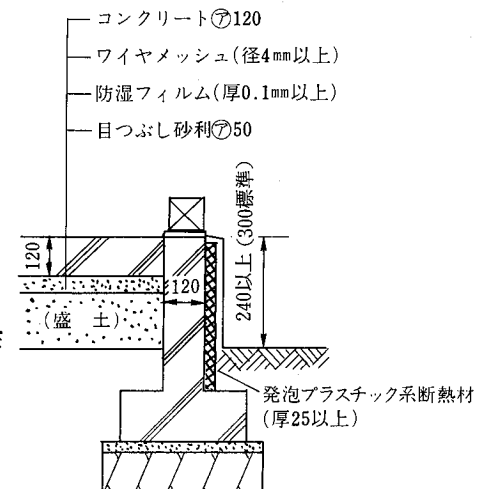 コンクリート㋐120
ワイヤメッシュ(径4mm以上)
防湿フィルム(厚0.1mm以上)
目つぶし砂利㋐50
240以上(300標準)
120
120
(盛 土)
発泡プラスチック系断熱材
(厚25以上)